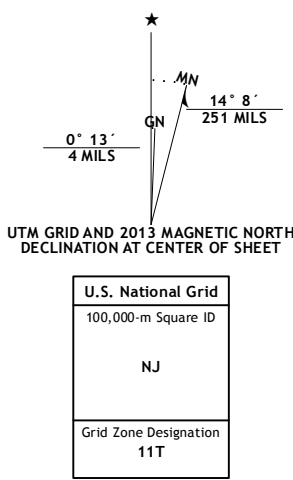 ★
MN
GN
14° 8´
251 MILS
0° 13´
4 MILS
UTM GRID AND 2013 MAGNETIC NORTH
DECLINATION AT CENTER OF SHEET
U.S. National Grid
100,000-m Square ID
NJ
Grid Zone Designation
11T